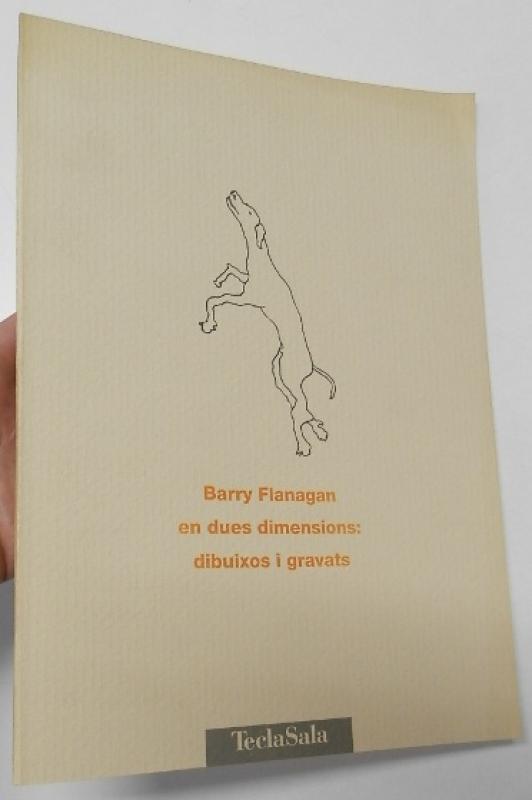 Barry Flanagan
en dues dimensions:
dibuixos i gravats
TeclaSala